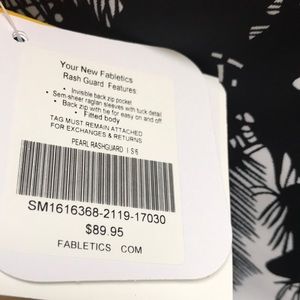 Your New Fabletics
Rash Guard Features:
• Invisible back zip pocket
• Semi-sheer raglan sleeves with tuck detail
• Back zip with tie for easy on and off
• Fitted body
TAG MUST REMAIN ATTACHED
FOR EXCHANGES & RETURNS
PEARL RASHGUARD I S6
SM1616368-2119-17030
$89.95
FABLETICS COM